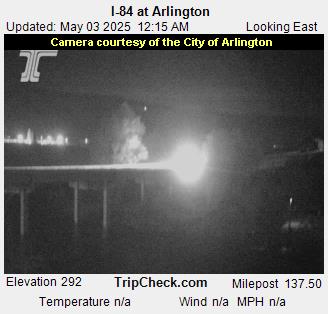 I-84 at Arlington
Updated: May 03 2025 12:15 AM Looking East
Camera courtesy of the City of Arlington
Elevation 292 TripCheck.com Milepost 137.50
Temperature n/a Wind n/a MPH n/a